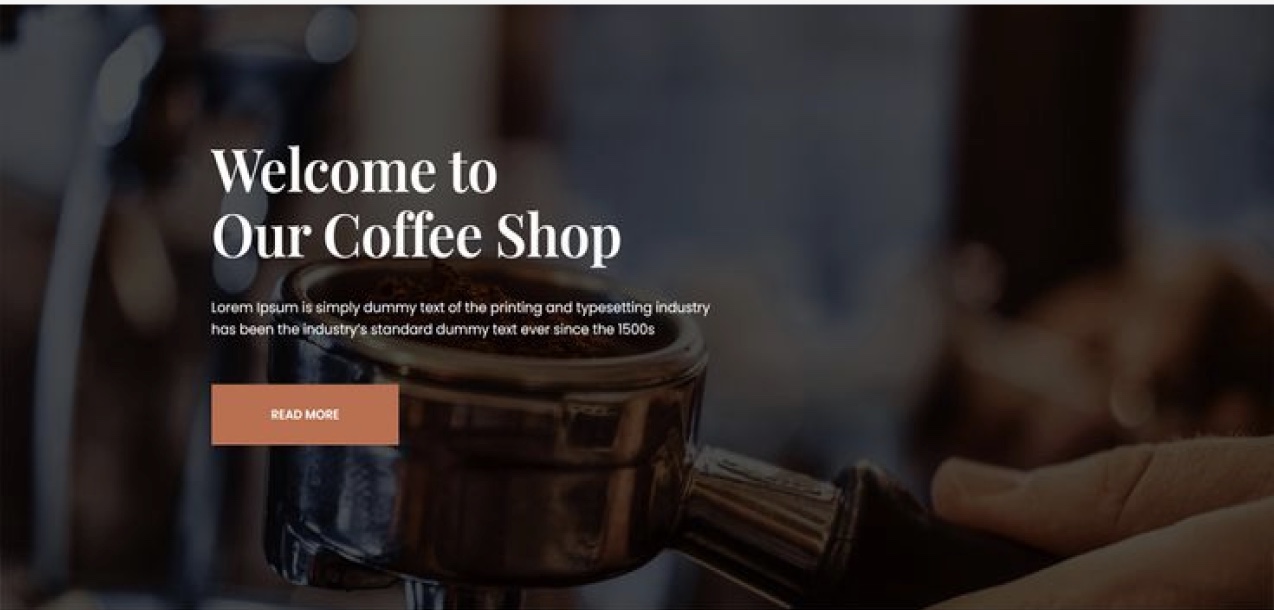 Welcome to
Our Coffee Shop
Lorem Ipsum is simply dummy text of the printing and typesetting industry
has been the industry's standard dummy text ever since the 1500s
READ MORE